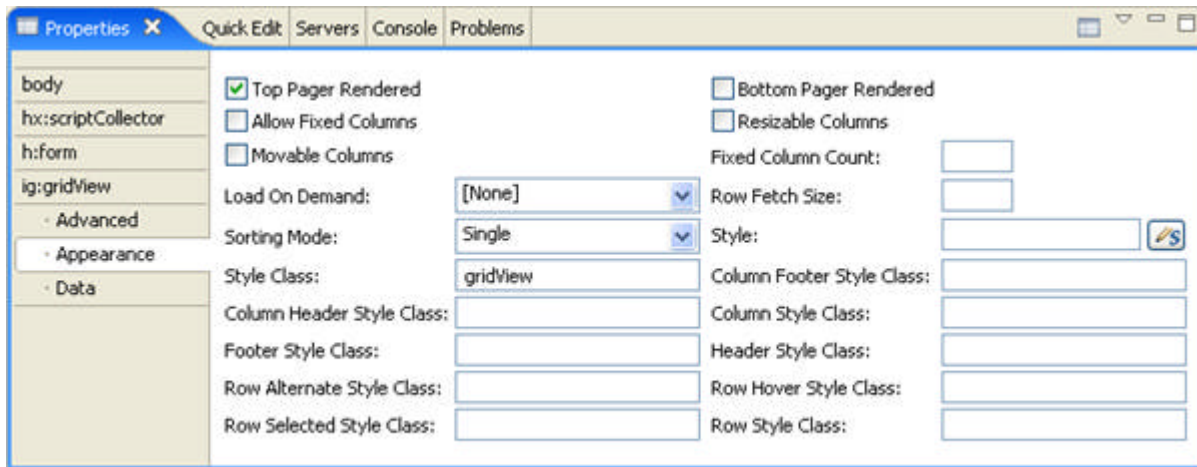 Properties Quick Edit Servers Console Problems
body
hx:scriptCollector
h:form
ig:gridView
· Advanced
· Appearance
· Data
Top Pager Rendered Bottom Pager Rendered
Allow Fixed Columns Resizable Columns
Movable Columns Fixed Column Count:
Load On Demand: [None] Row Fetch Size:
Sorting Mode: Single Style: S
Style Class: gridView Column Footer Style Class:
Column Header Style Class: Column Style Class:
Footer Style Class: Header Style Class:
Row Alternate Style Class: Row Hover Style Class:
Row Selected Style Class: Row Style Class: